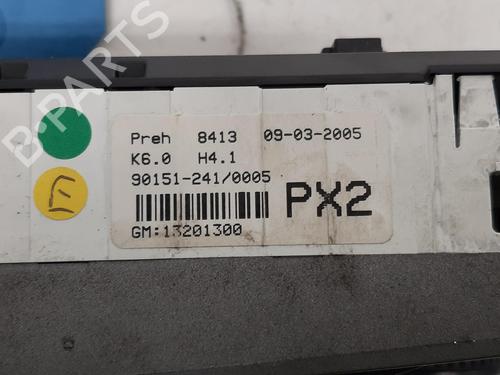 B-PARTS
Preh 8413 09-03-2005
K6.0 H4.1
90151-241/0005
PX2
GM:13201300
E